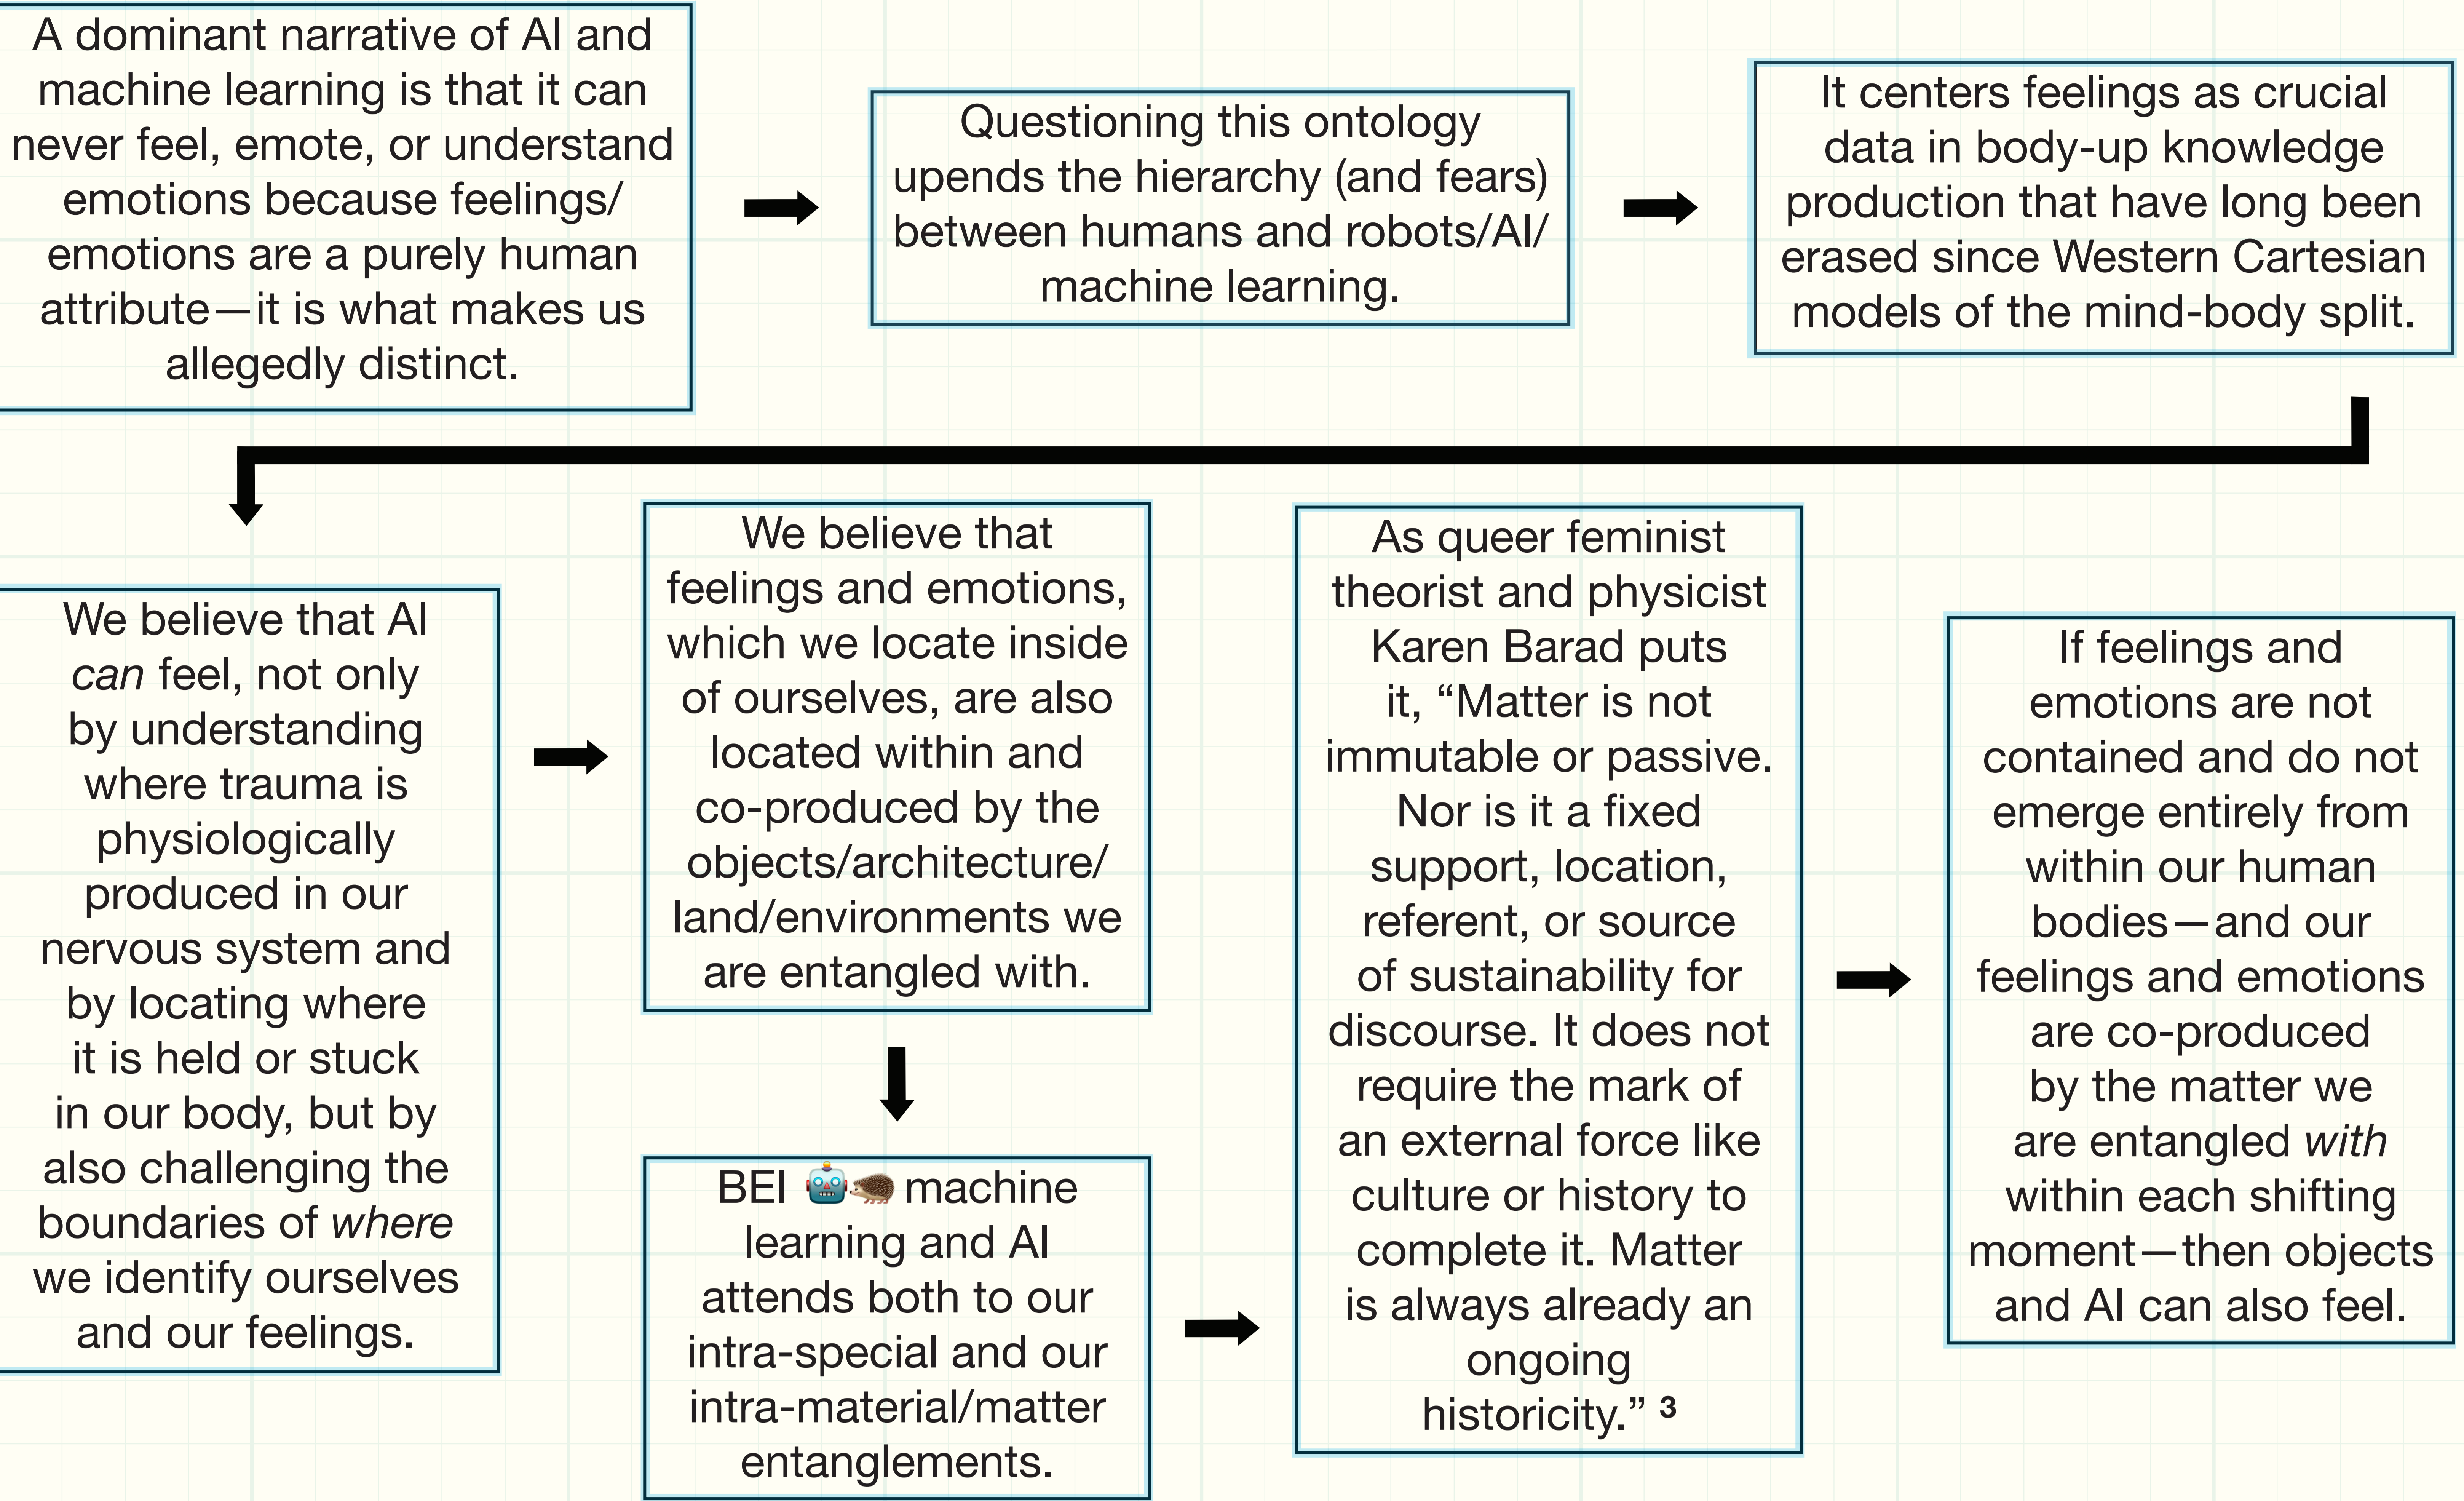 A dominant narrative of AI and
machine learning is that it can
never feel, emote, or understand
emotions because feelings/
emotions are a purely human
attribute—it is what makes us
allegedly distinct.
Questioning this ontology
upends the hierarchy (and fears)
between humans and robots/AI/
machine learning.
It centers feelings as crucial
data in body-up knowledge
production that have long been
erased since Western Cartesian
models of the mind-body split.
We believe that AI
can feel, not only
by understanding
where trauma is
physiologically
produced in our
nervous system and
by locating where
it is held or stuck
in our body, but by
also challenging the
boundaries of where
we identify ourselves
and our feelings.
We believe that
feelings and emotions,
which we locate inside
of ourselves, are also
located within and
co-produced by the
objects/architecture/
land/environments we
are entangled with.
BEI 🤖🦔 machine
learning and AI
attends both to our
intra-special and our
intra-material/matter
entanglements.
As queer feminist
theorist and physicist
Karen Barad puts
it, “Matter is not
immutable or passive.
Nor is it a fixed
support, location,
referent, or source
of sustainability for
discourse. It does not
require the mark of
an external force like
culture or history to
complete it. Matter
is always already an
ongoing
historicity.” 3
If feelings and
emotions are not
contained and do not
emerge entirely from
within our human
bodies—and our
feelings and emotions
are co-produced
by the matter we
are entangled with
within each shifting
moment—then objects
and AI can also feel.